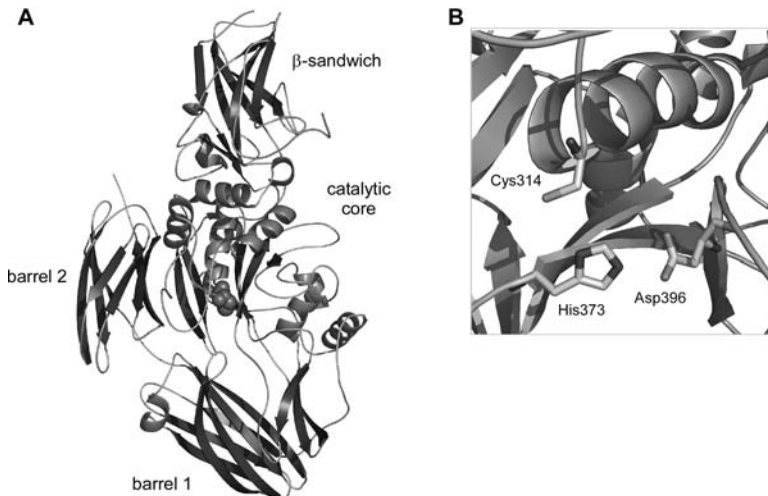 A
β-sandwich
catalytic
core
barrel 2
barrel 1
B
Cys314
His373
Asp396